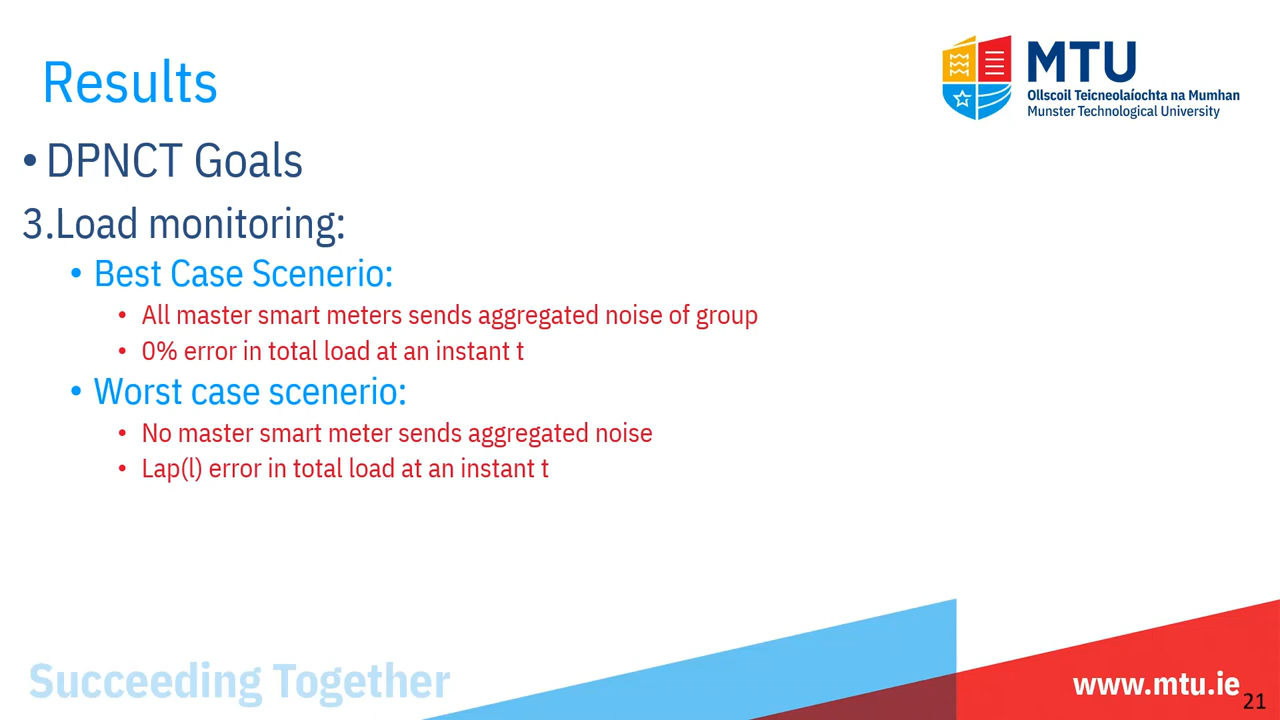 Results
MTU
Ollscoil Teicneolaíochta na Mumhan
Munster Technological University
• DPNCT Goals
3.Load monitoring:
• Best Case Scenerio:
• All master smart meters sends aggregated noise of group
• 0% error in total load at an instant t
• Worst case scenerio:
• No master smart meter sends aggregated noise
• Lap(l) error in total load at an instant t
Succeeding Together
www.mtu.ie
21